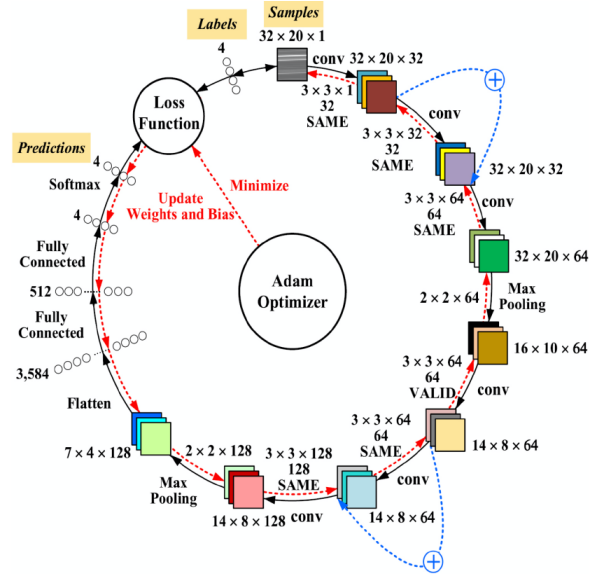 Labels
Samples
4
32 × 20 × 1
conv
32 × 20 × 32
3 × 3 × 1
32
SAME
conv
3 × 3 × 32
32
SAME
32 × 20 × 32
3 × 3 × 64
64
SAME
conv
32 × 20 × 64
2 × 2 × 64
Max
Pooling
16 × 10 × 64
3 × 3 × 64
64
VALID
conv
14 × 8 × 64
3 × 3 × 64
64
SAME
conv
14 × 8 × 64
3 × 3 × 128
128
SAME
conv
14 × 8 × 128
2 × 2 × 128
Max
Pooling
7 × 4 × 128
Flatten
3,584
Fully
Connected
512
Fully
Connected
4
Softmax
4
Predictions
Loss
Function
Update
Weights and Bias
Minimize
Adam
Optimizer